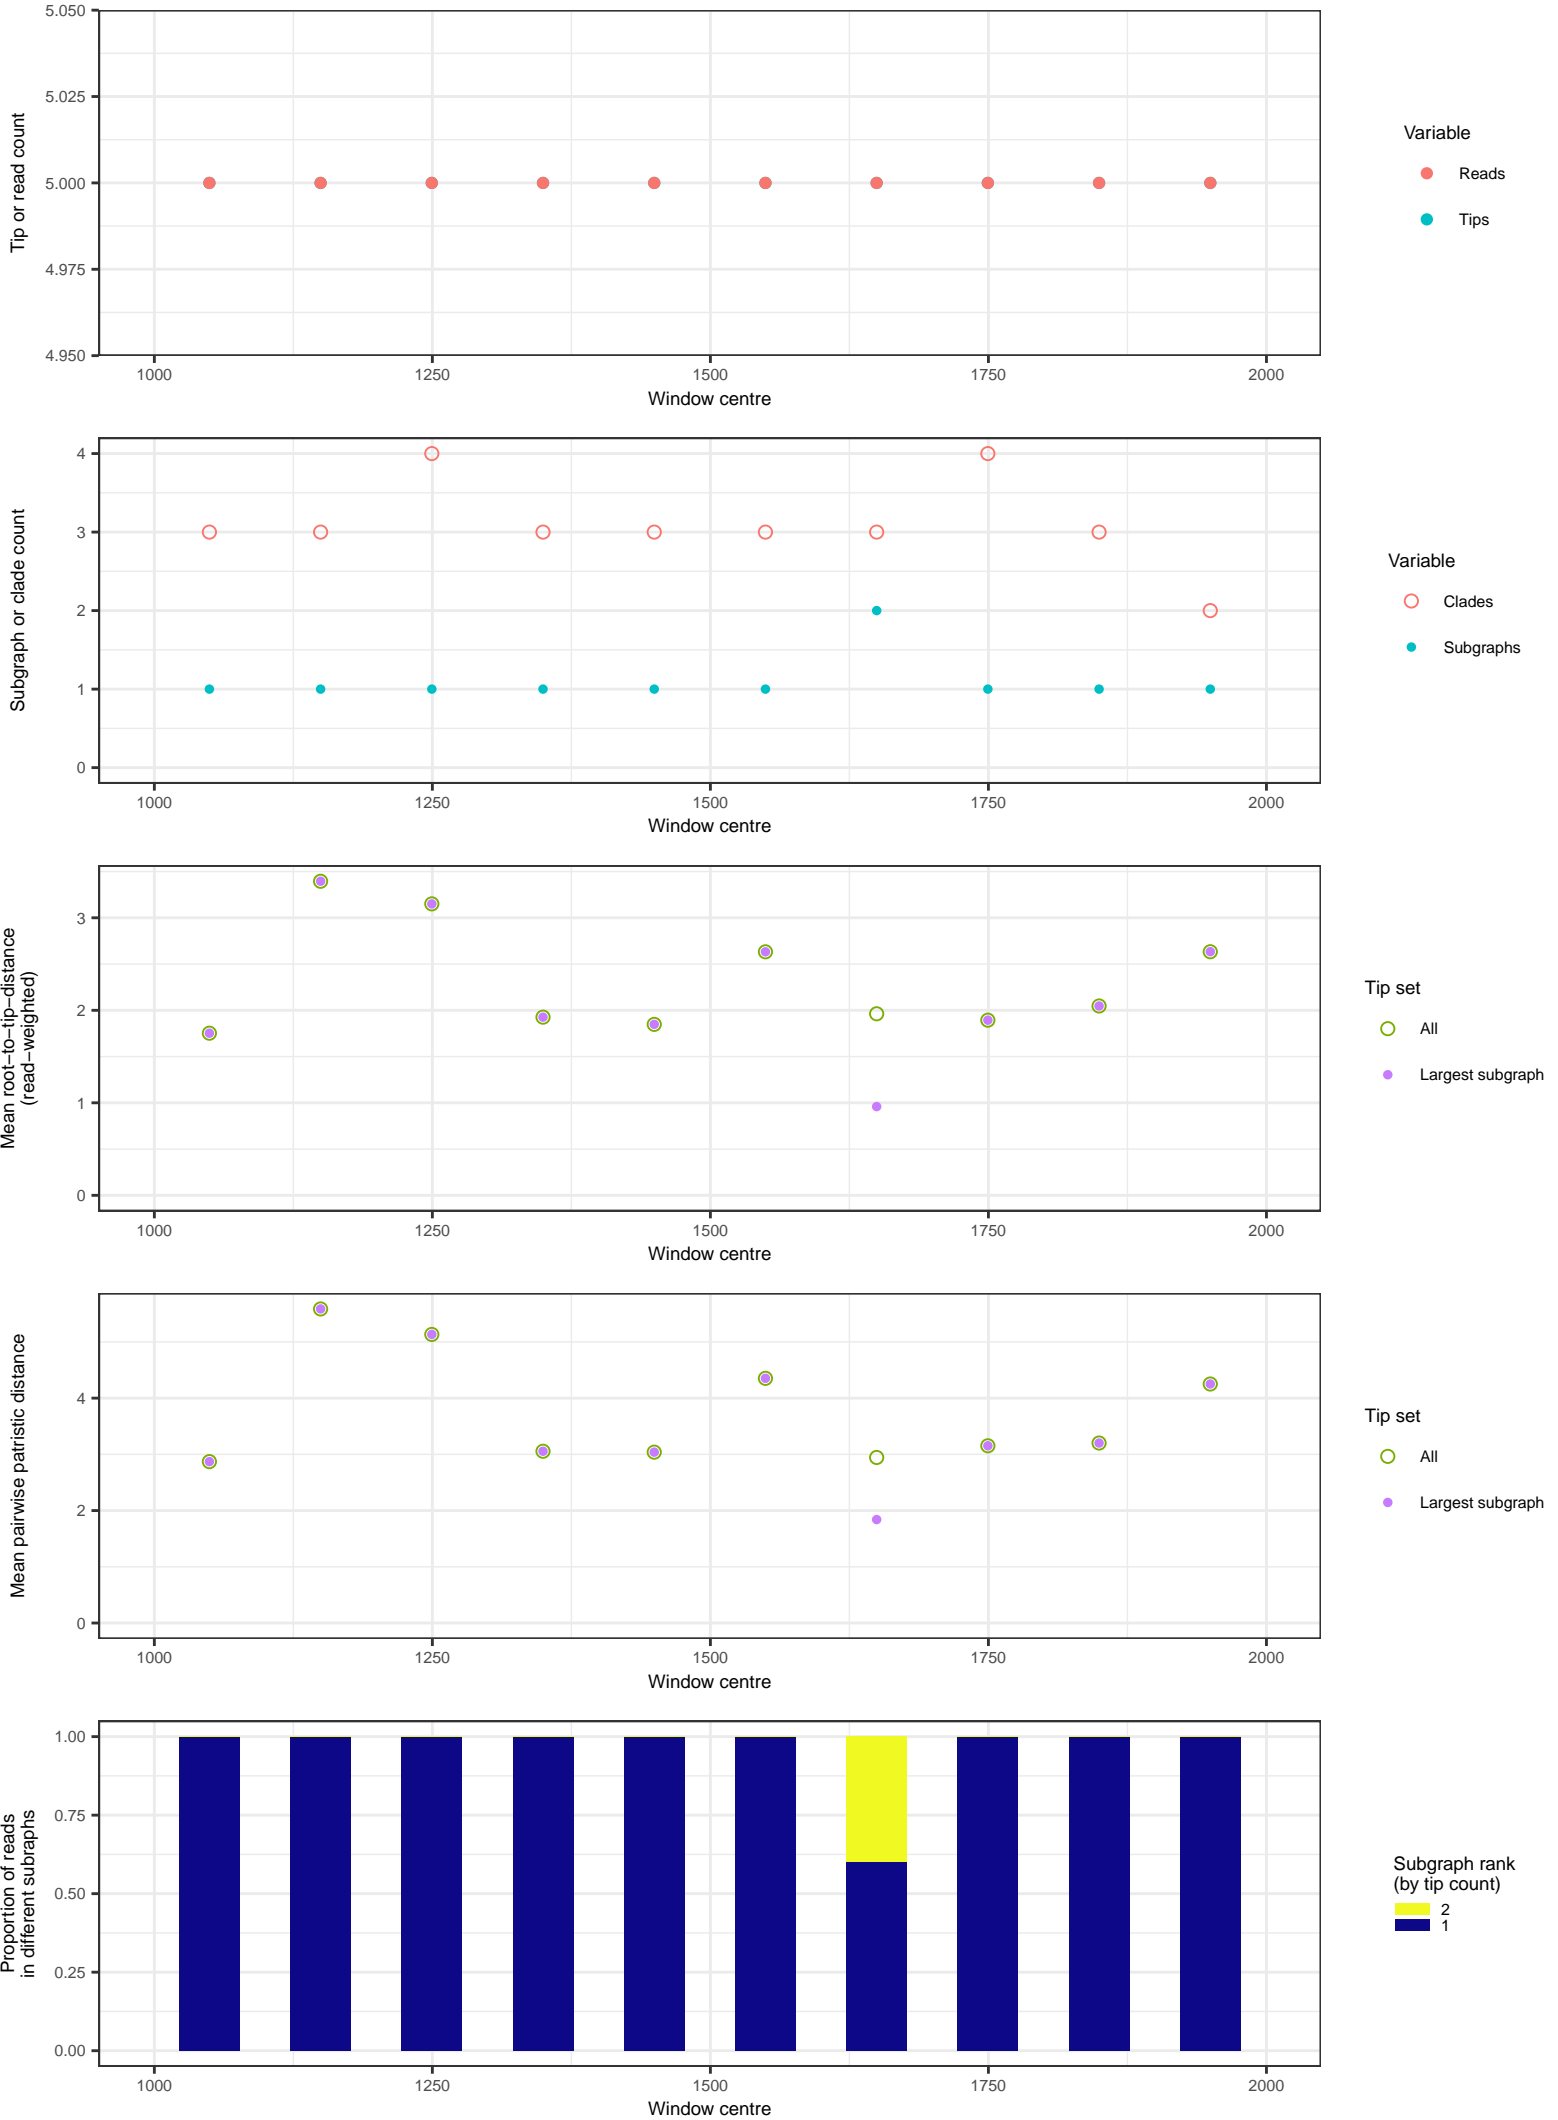 5.050
5.025
5.000
4.975
4.950
Tip or read count
1000 1250 1500 1750 2000
Window centre
Variable
Reads
Tips
4
3
2
1
0
Subgraph or clade count
1000 1250 1500 1750 2000
Window centre
Variable
Clades
Subgraphs
3
2
1
0
Mean root−to−tip−distance
(read−weighted)
1000 1250 1500 1750 2000
Window centre
Tip set
All
Largest subgraph
4
2
0
Mean pairwise patristic distance
1000 1250 1500 1750 2000
Window centre
Tip set
All
Largest subgraph
1.00
0.75
0.50
0.25
0.00
Proportion of reads
in different subraphs
1000 1250 1500 1750 2000
Window centre
Subgraph rank
(by tip count)
2
1